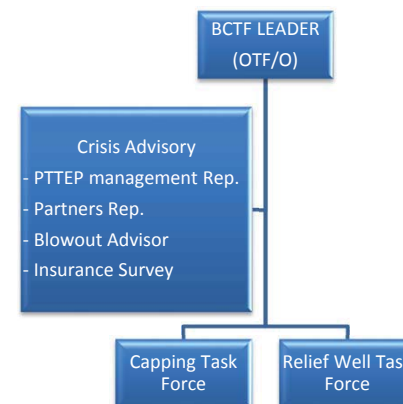 BCTF LEADER
(OTF/O)
Crisis Advisory
- PTTEP management Rep.
- Partners Rep.
- Blowout Advisor
- Insurance Survey
Capping Task
Force
Relief Well Tas
Force